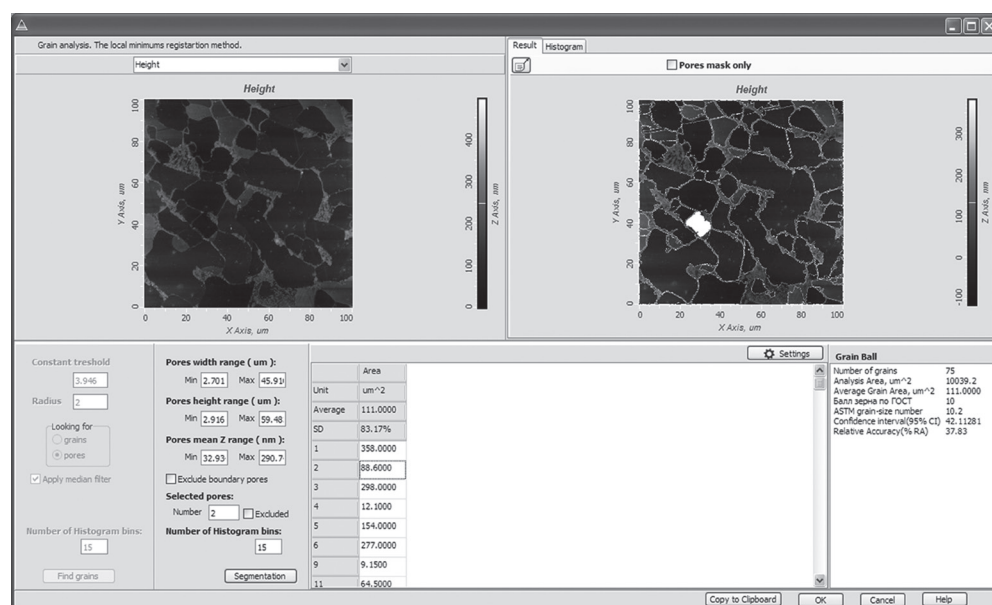 Grain analysis. The local minimums registartion method.
Height
Height
100
80
60
40
20
0
Y Axis, um
0 20 40 60 80 100
X Axis, um
400
300
200
100
0
Z Axis, nm
Result Histogram
Pores mask only
Height
100
80
60
40
20
0
Y Axis, um
0 20 40 60 80 100
X Axis, um
300
200
100
0
-100
Z Axis, nm
Constant treshold
3.946
Radius 2
Looking for
grains
pores
Apply median filter
Number of Histogram bins:
15
Find grains
Pores width range ( um ):
Min 2.701 Max 45.91
Pores height range ( um ):
Min 2.916 Max 59.48
Pores mean Z range ( nm ):
Min 32.93 Max 290.7
Exclude boundary pores
Selected pores:
Number 2 Excluded
Number of Histogram bins:
15
Segmentation
Settings
Area
Unit um^2
Average 111.0000
SD 83.17%
1 358.0000
2 88.6000
3 298.0000
4 12.1000
5 154.0000
6 277.0000
9 9.1500
11 64.5000
Grain Ball
Number of grains 75
Analysis Area, um^2 10039.2
Average Grain Area, um^2 111.0000
Балл зерна по ГОСТ 10
ASTM grain-size number 10.2
Confidence interval(95% CI) 42.11281
Relative Accuracy(% RA) 37.83
Copy to Clipboard OK Cancel Help